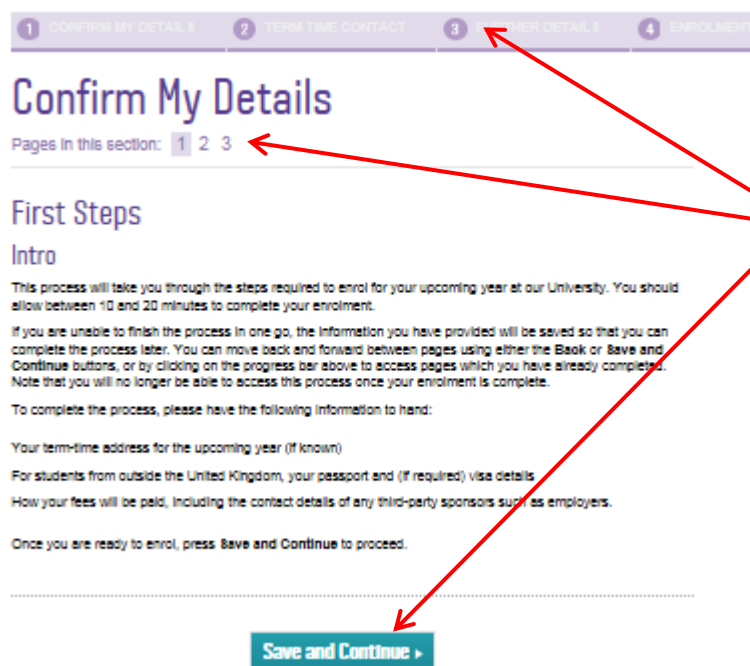 1 CONFIRM MY DETAILS 2 TERM TIME CONTACT 3 FURTHER DETAILS 4 ENROLMENT
Confirm My Details
Pages in this section: 1 2 3
First Steps
Intro
This process will take you through the steps required to enrol for your upcoming year at our University. You should
allow between 10 and 20 minutes to complete your enrolment.
If you are unable to finish the process in one go, the information you have provided will be saved so that you can
complete the process later. You can move back and forward between pages using either the Back or Save and
Continue buttons, or by clicking on the progress bar above to access pages which you have already completed.
Note that you will no longer be able to access this process once your enrolment is complete.
To complete the process, please have the following information to hand:
Your term-time address for the upcoming year (if known)
For students from outside the United Kingdom, your passport and (if required) visa details
How your fees will be paid, including the contact details of any third-party sponsors such as employers.
Once you are ready to enrol, press Save and Continue to proceed.
Save and Continue ▸